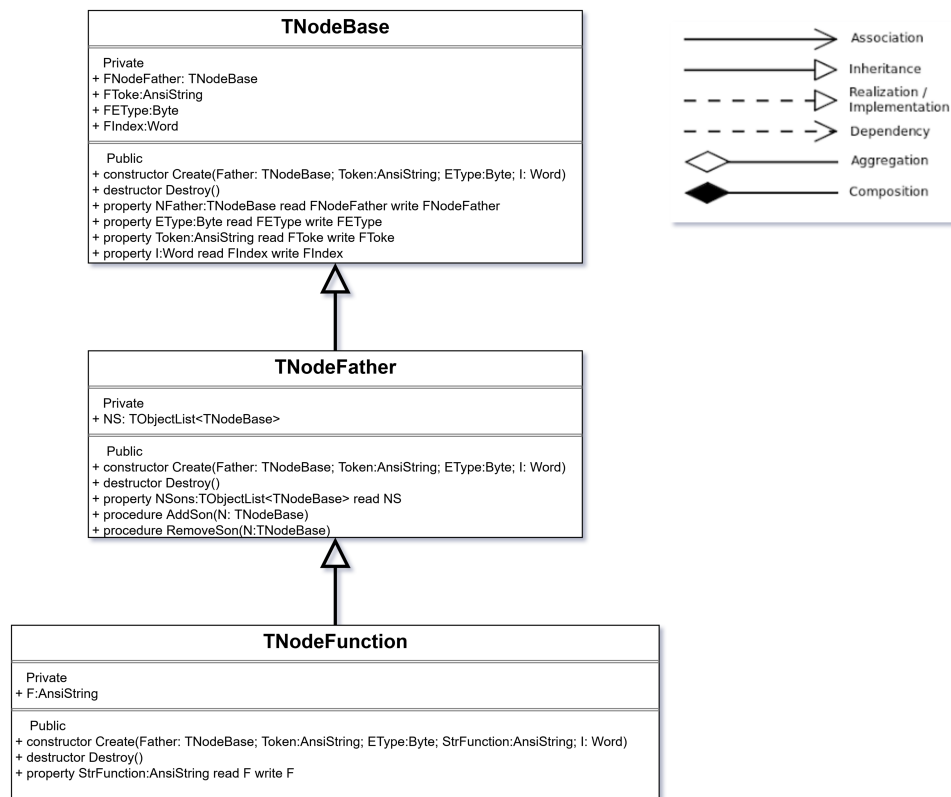 TNodeBase
Private
+ FNodeFather: TNodeBase
+ FToke:AnsiString
+ FEType:Byte
+ FIndex:Word
Public
+ constructor Create(Father: TNodeBase; Token:AnsiString; EType:Byte; I: Word)
+ destructor Destroy()
+ property NFather:TNodeBase read FNodeFather write FNodeFather
+ property EType:Byte read FEType write FEType
+ property Token:AnsiString read FToke write FToke
+ property I:Word read FIndex write FIndex
TNodeFather
Private
+ NS: TObjectList<TNodeBase>
Public
+ constructor Create(Father: TNodeBase; Token:AnsiString; EType:Byte; I: Word)
+ destructor Destroy()
+ property NSons:TObjectList<TNodeBase> read NS
+ procedure AddSon(N: TNodeBase)
+ procedure RemoveSon(N:TNodeBase)
TNodeFunction
Private
+ F:AnsiString
Public
+ constructor Create(Father: TNodeBase; Token:AnsiString; EType:Byte; StrFunction:AnsiString; I: Word)
+ destructor Destroy()
+ property StrFunction:AnsiString read F write F
Association
Inheritance
Realization /
Implementation
Dependency
Aggregation
Composition